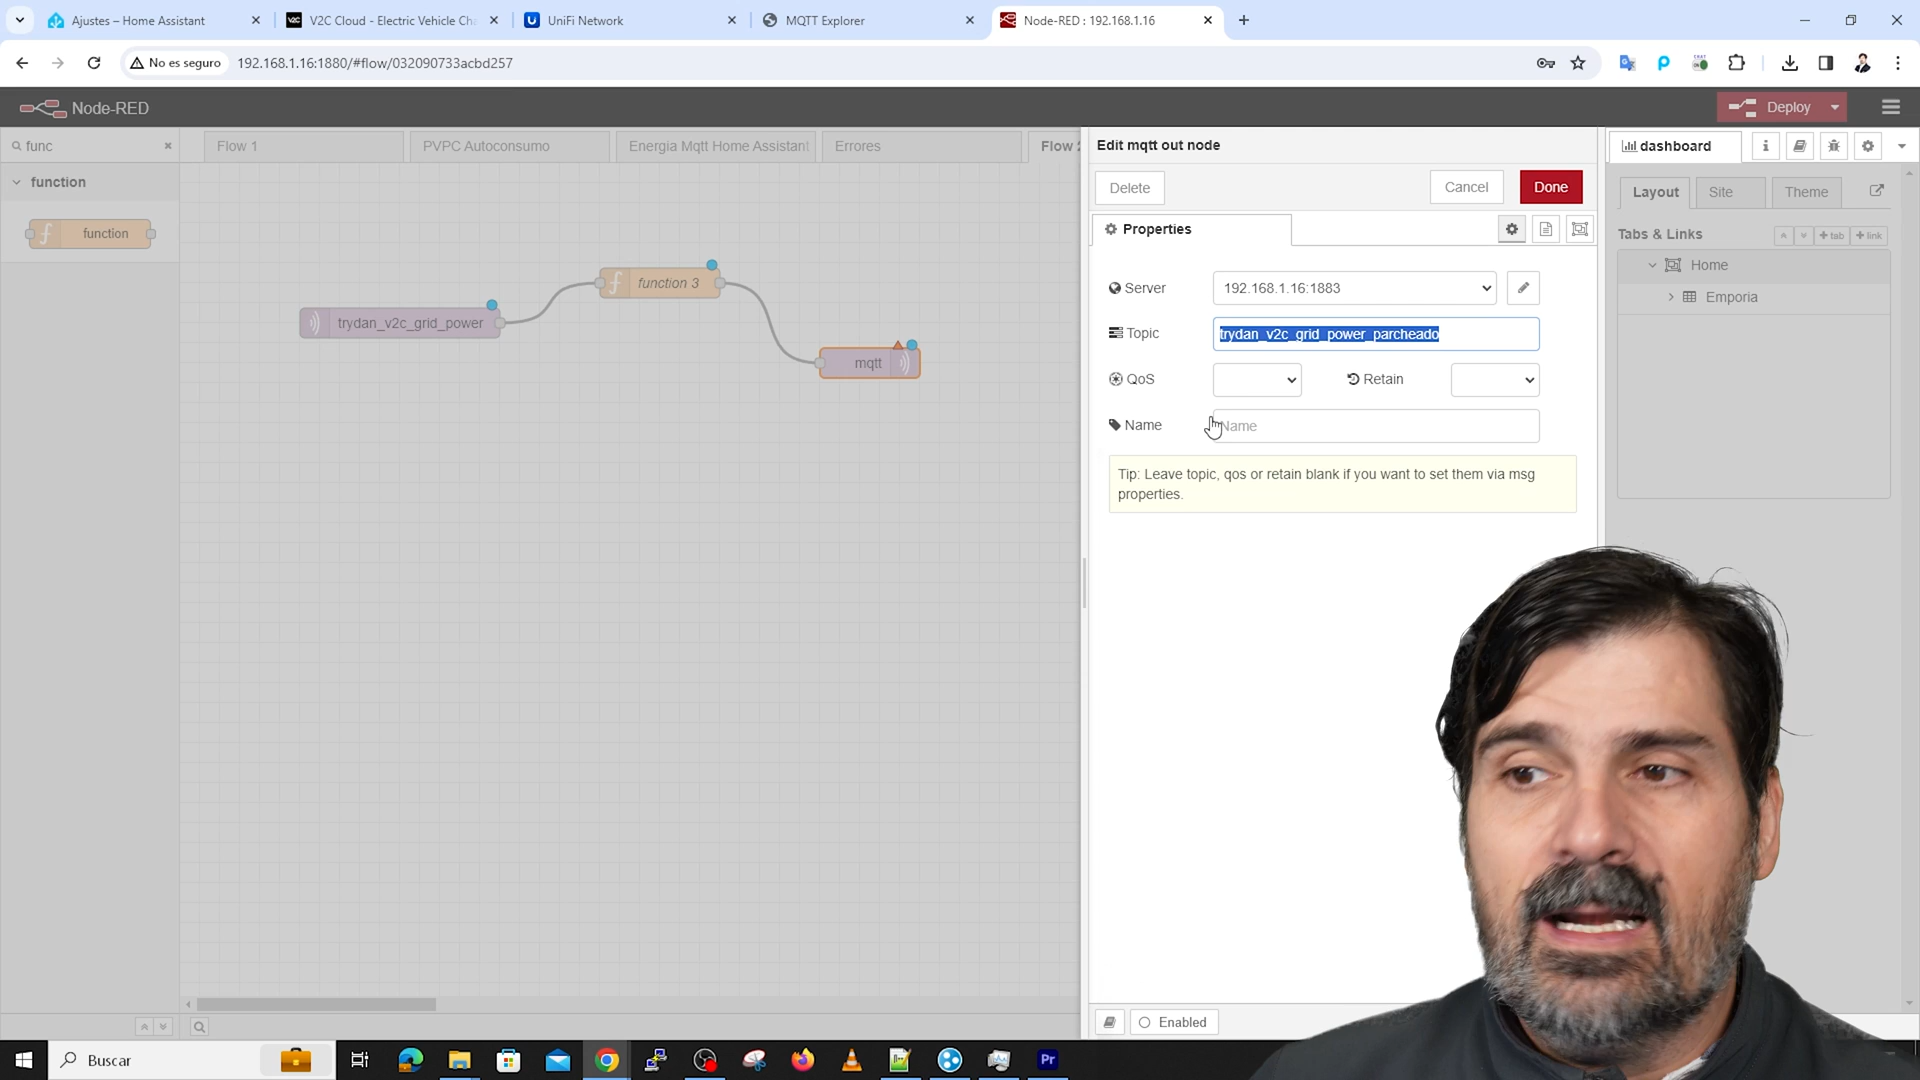 Ajustes – Home Assistant
V2C Cloud - Electric Vehicle Cha
UniFi Network
MQTT Explorer
Node-RED : 192.168.1.16
No es seguro
192.168.1.16:1880/#flow/032090733acbd257
Node-RED
Deploy
func
Flow 1
PVPC Autoconsumo
Energia Mqtt Home Assistant
Errores
Flow 2
Edit mqtt out node
dashboard
function
Delete
Cancel
Done
Layout
Site
Theme
function
Properties
Tabs & Links
+ tab
+ link
Home
function 3
Server
192.168.1.16:1883
Emporia
trydan_v2c_grid_power
Topic
trydan_v2c_grid_power_parcheado
mqtt
QoS
Retain
Name
Name
Tip: Leave topic, qos or retain blank if you want to set them via msg
properties.
Enabled
Buscar
Pr